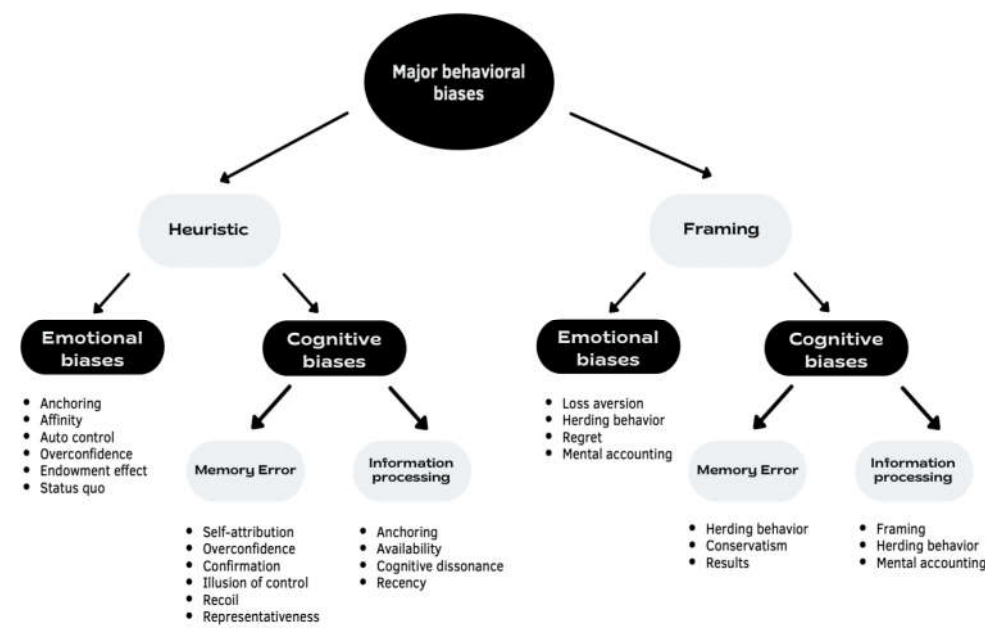 Major behavioral
biases
Heuristic
Framing
Emotional
biases
Cognitive
biases
Emotional
biases
Cognitive
biases
• Anchoring
• Affinity
• Auto control
• Overconfidence
• Endowment effect
• Status quo
Memory Error
Information
processing
• Self-attribution
• Overconfidence
• Confirmation
• Illusion of control
• Recoil
• Representativeness
• Anchoring
• Availability
• Cognitive dissonance
• Recency
• Loss aversion
• Herding behavior
• Regret
• Mental accounting
Memory Error
Information
processing
• Herding behavior
• Conservatism
• Results
• Framing
• Herding behavior
• Mental accounting